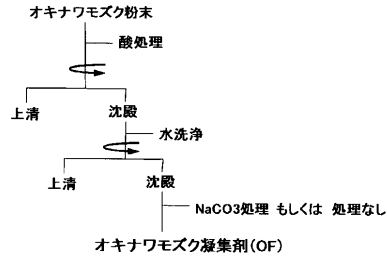 オキナワモズク粉末
酸処理
上清
沈殿
水洗浄
上清
沈殿
NaCO3処理 もしくは 処理なし
オキナワモズク凝集剤(OF)